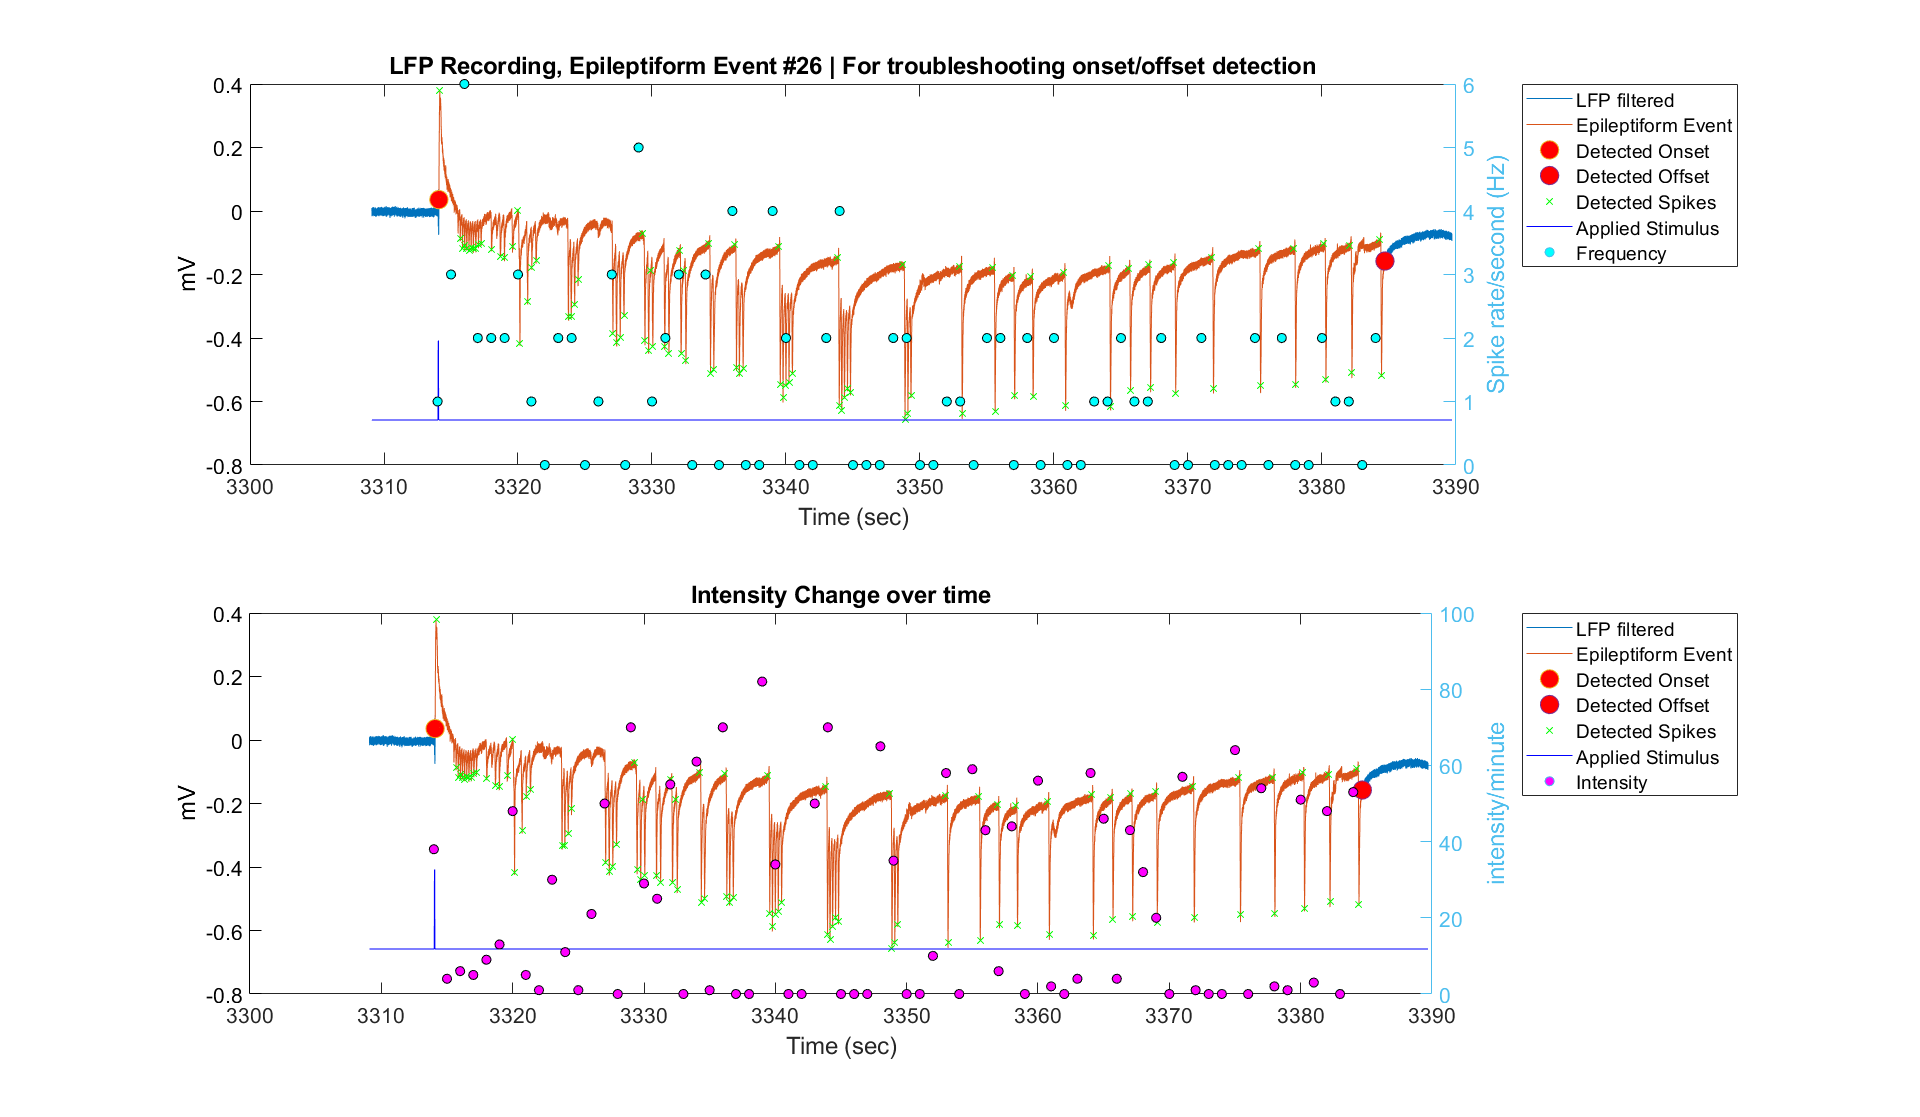 LFP Recording, Epileptiform Event #26 | For troubleshooting onset/offset detection
0.4
0.2
0
-0.2
-0.4
-0.6
-0.8
mV
3300
3310
3320
3330
3340
3350
3360
3370
3380
3390
Time (sec)
6
5
4
3
2
1
0
Spike rate/second (Hz)
LFP filtered
Epileptiform Event
Detected Onset
Detected Offset
Detected Spikes
Applied Stimulus
Frequency
Intensity Change over time
0.4
0.2
0
-0.2
-0.4
-0.6
-0.8
mV
3300
3310
3320
3330
3340
3350
3360
3370
3380
3390
Time (sec)
100
80
60
40
20
0
intensity/minute
LFP filtered
Epileptiform Event
Detected Onset
Detected Offset
Detected Spikes
Applied Stimulus
Intensity